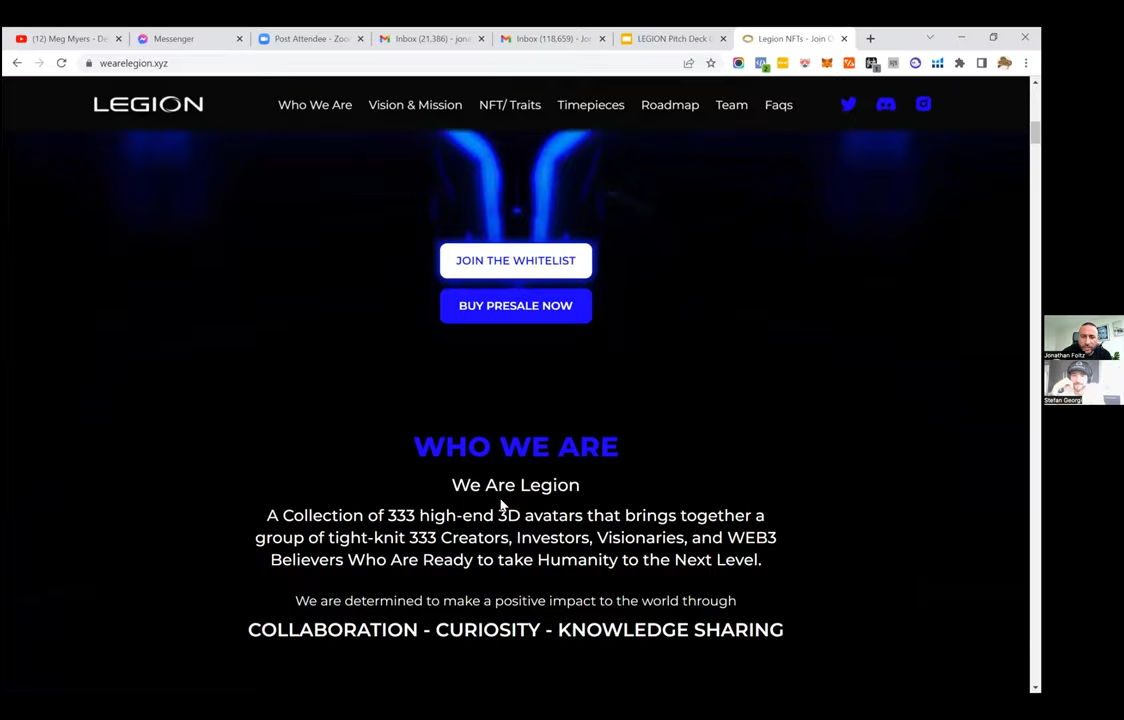 (12) Meg Myers - De
Messenger
Post Attendee - Zoo
Inbox (21,386) - jona
Inbox (118,659) - Jo
LEGION Pitch Deck
Legion NFTs - Join
wearelegion.xyz
LEGION
Who We Are
Vision & Mission
NFT/ Traits
Timepieces
Roadmap
Team
Faqs
JOIN THE WHITELIST
BUY PRESALE NOW
WHO WE ARE
We Are Legion
A Collection of 333 high-end 3D avatars that brings together a
group of tight-knit 333 Creators, Investors, Visionaries, and WEB3
Believers Who Are Ready to take Humanity to the Next Level.
We are determined to make a positive impact to the world through
COLLABORATION - CURIOSITY - KNOWLEDGE SHARING
Jonathan Foltz
Stefan Georgi